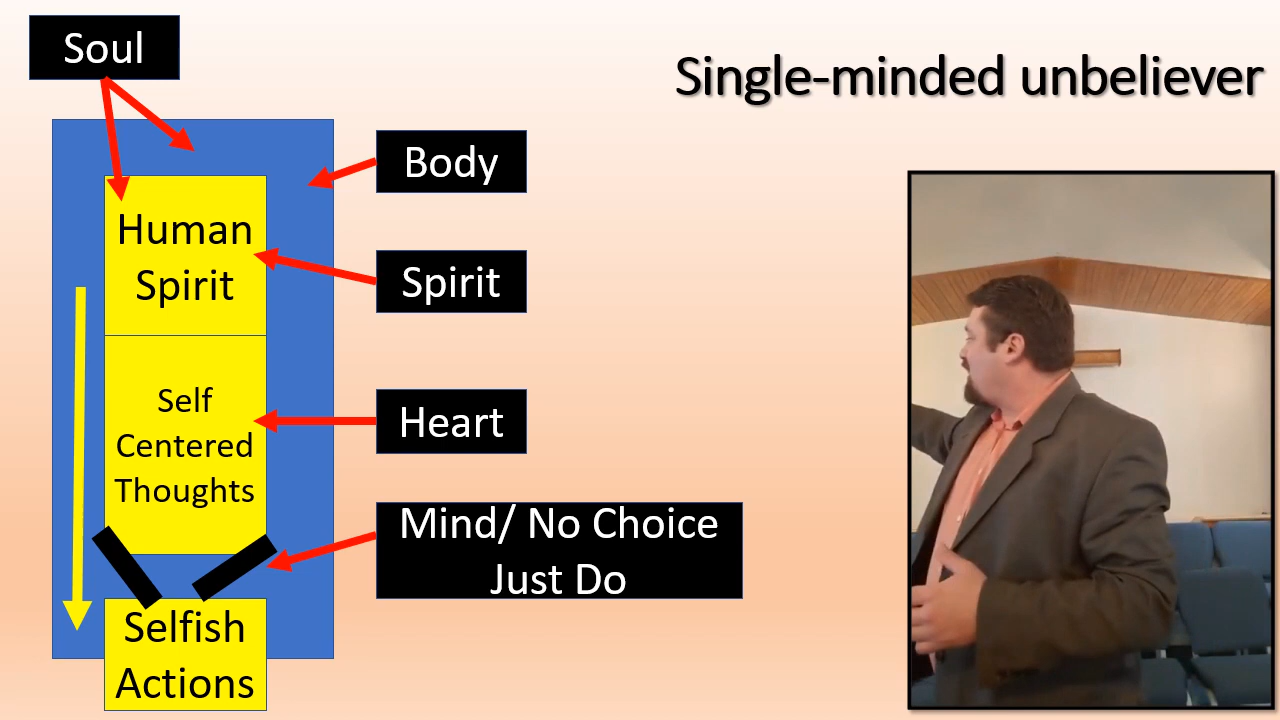 Soul
Single-minded unbeliever
Body
Human
Spirit
Spirit
Self
Centered
Thoughts
Heart
Mind/ No Choice
Just Do
Selfish
Actions